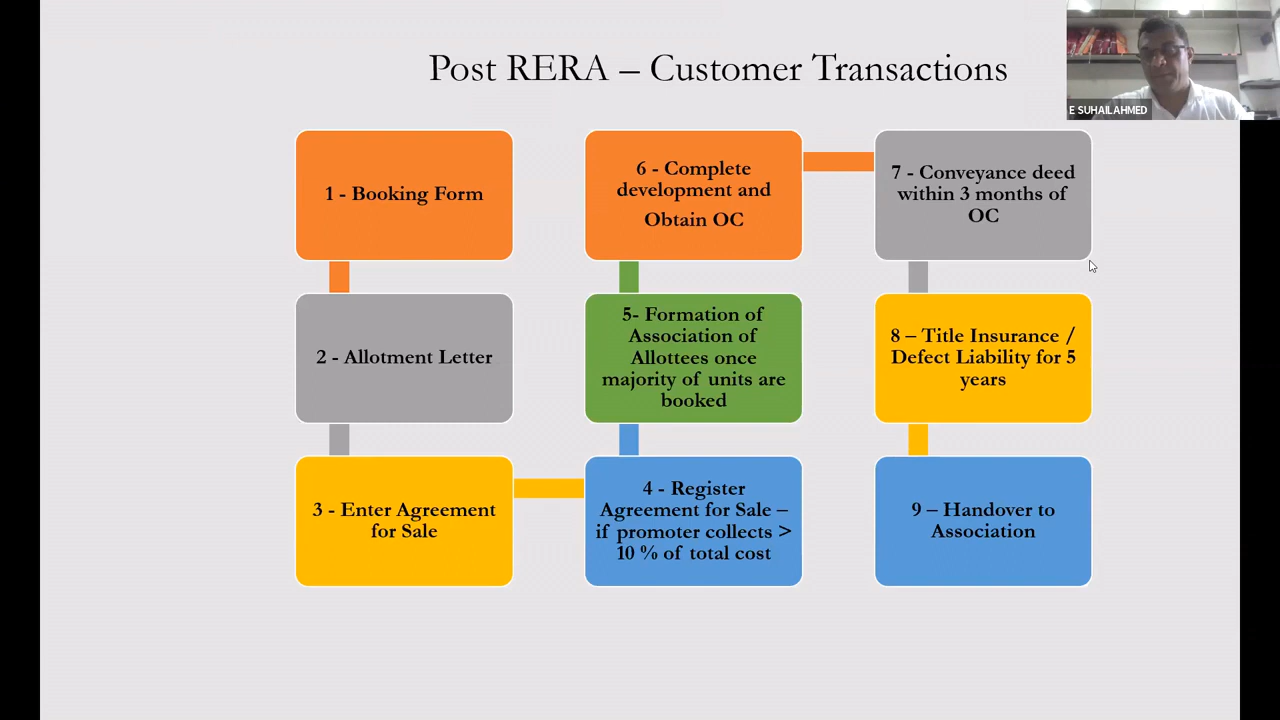 Post RERA – Customer Transactions
E SUHAILAHMED
1 - Booking Form
2 - Allotment Letter
3 - Enter Agreement
for Sale
4 - Register
Agreement for Sale –
if promoter collects >
10 % of total cost
5- Formation of
Association of
Allottees once
majority of units are
booked
6 - Complete
development and
Obtain OC
7 - Conveyance deed
within 3 months of
OC
8 – Title Insurance /
Defect Liability for 5
years
9 – Handover to
Association